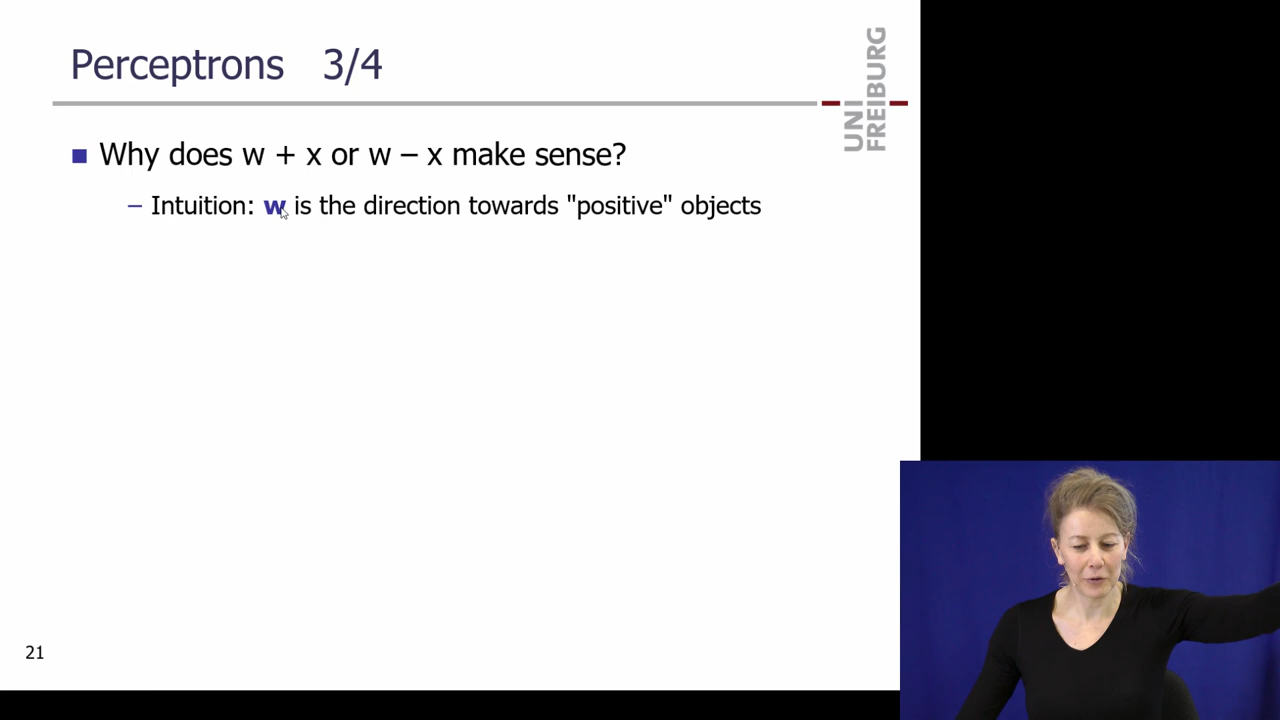 Perceptrons 3/4
UNI
FREIBURG
■ Why does w + x or w – x make sense?
– Intuition: w is the direction towards "positive" objects
21